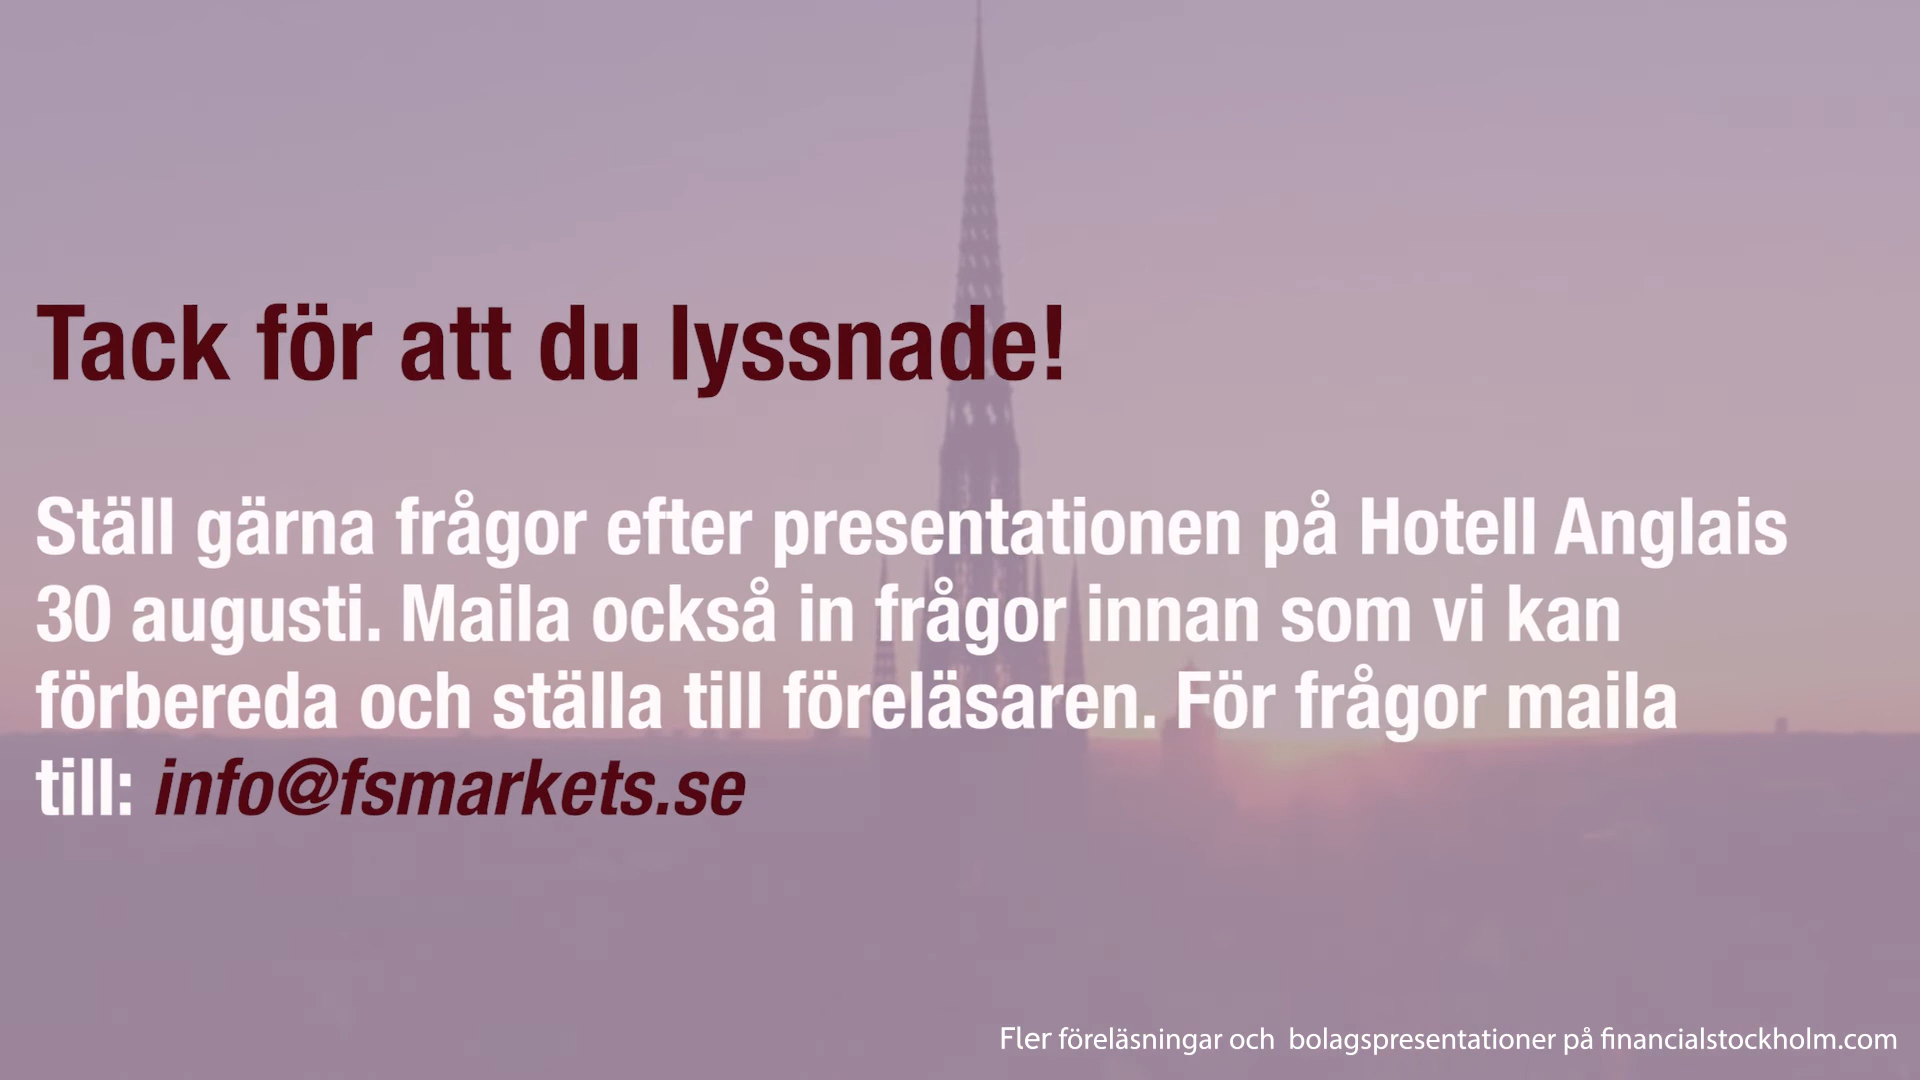 Tack för att du lyssnade!
Ställ gärna frågor efter presentationen på Hotell Anglais
30 augusti. Maila också in frågor innan som vi kan
förbereda och ställa till föreläsaren. För frågor maila
till: info@fsmarkets.se
Fler föreläsningar och  bolagspresentationer på financialstockholm.com